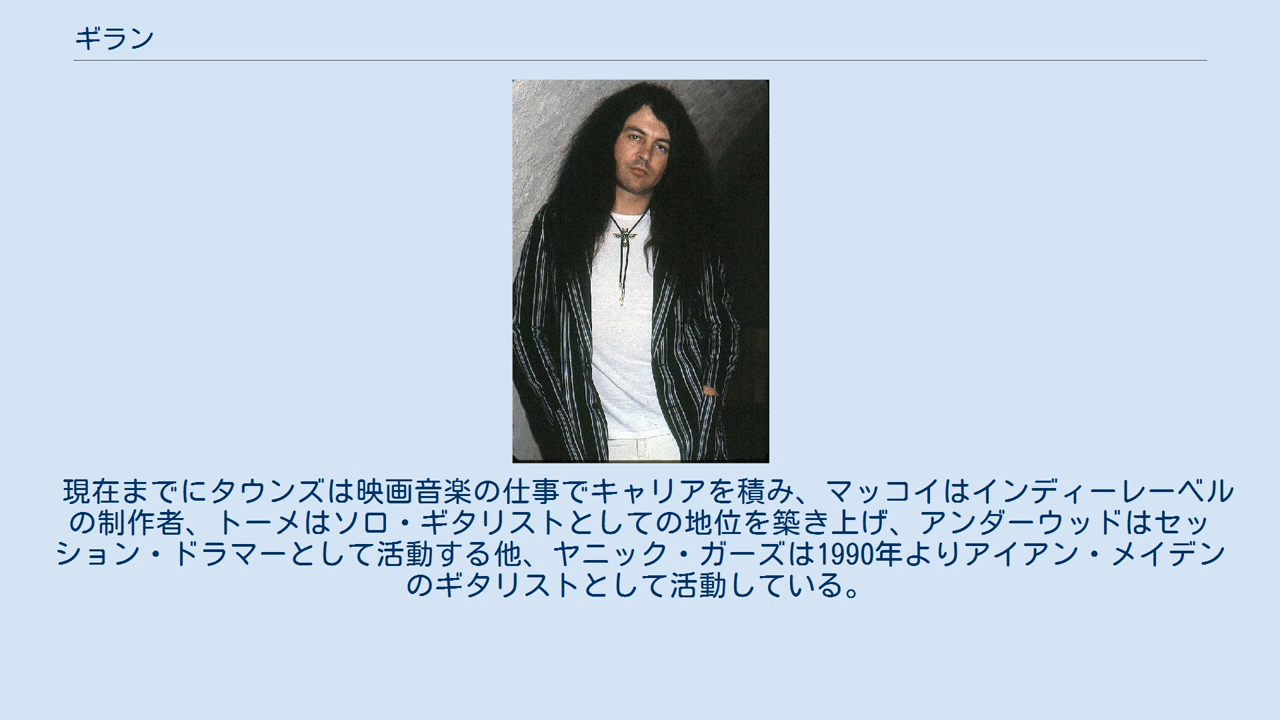 ギラン
現在までにタウンズは映画音楽の仕事でキャリアを積み、マッコイはインディーレーベル
の制作者、トーメはソロ・ギタリストとしての地位を築き上げ、アンダーウッドはセッ
ション・ドラマーとして活動する他、ヤニック・ガーズは1990年よりアイアン・メイデン
のギタリストとして活動している。